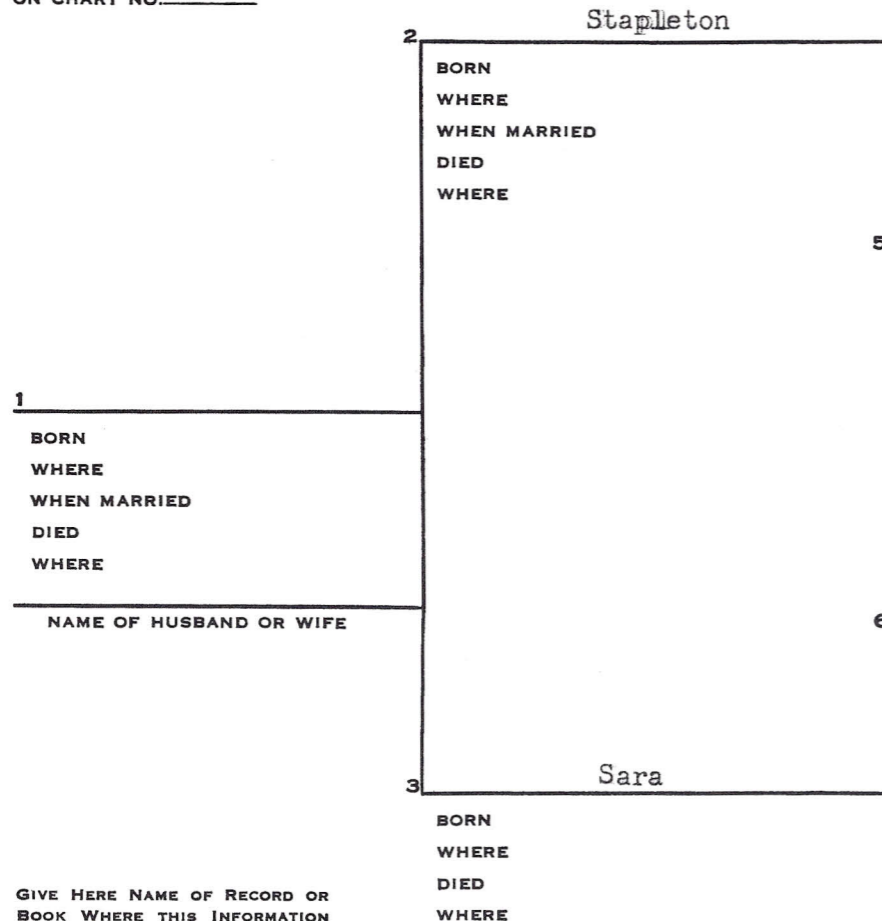 ON CHART NO.
Stapleton
2
BORN
WHERE
WHEN MARRIED
DIED
WHERE
5
1
BORN
WHERE
WHEN MARRIED
DIED
WHERE
NAME OF HUSBAND OR WIFE
6
Sara
3
BORN
WHERE
DIED
WHERE
GIVE HERE NAME OF RECORD OR
BOOK WHERE THIS INFORMATION